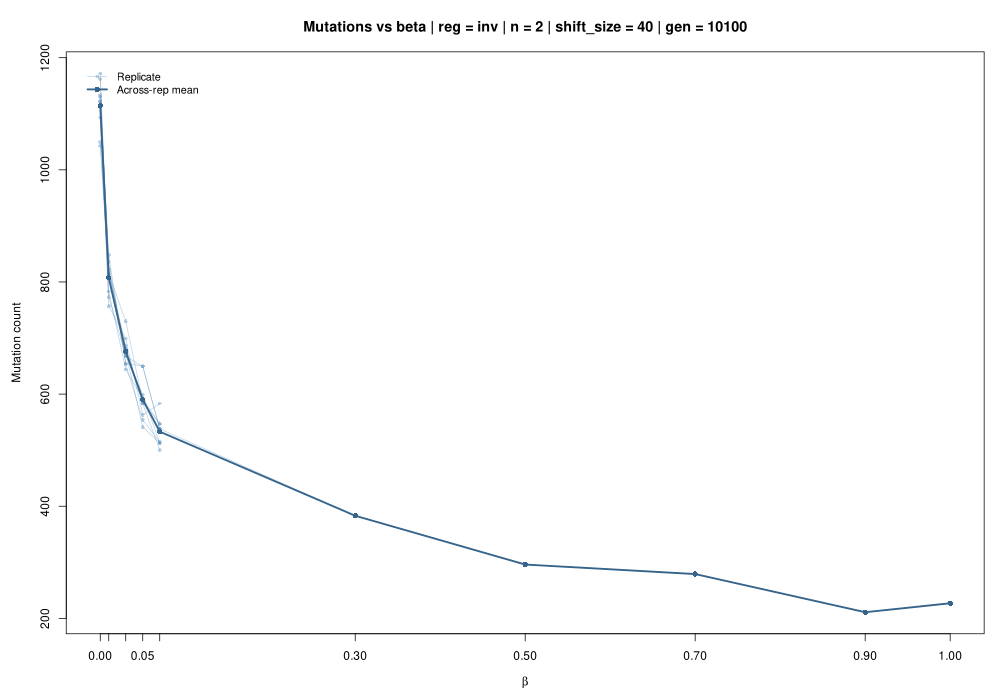 Mutations vs beta | reg = inv | n = 2 | shift_size = 40 | gen = 10100
Replicate
Across-rep mean
1200
1000
800
600
400
200
Mutation count
0.00 0.05 0.30 0.50 0.70 0.90 1.00
β